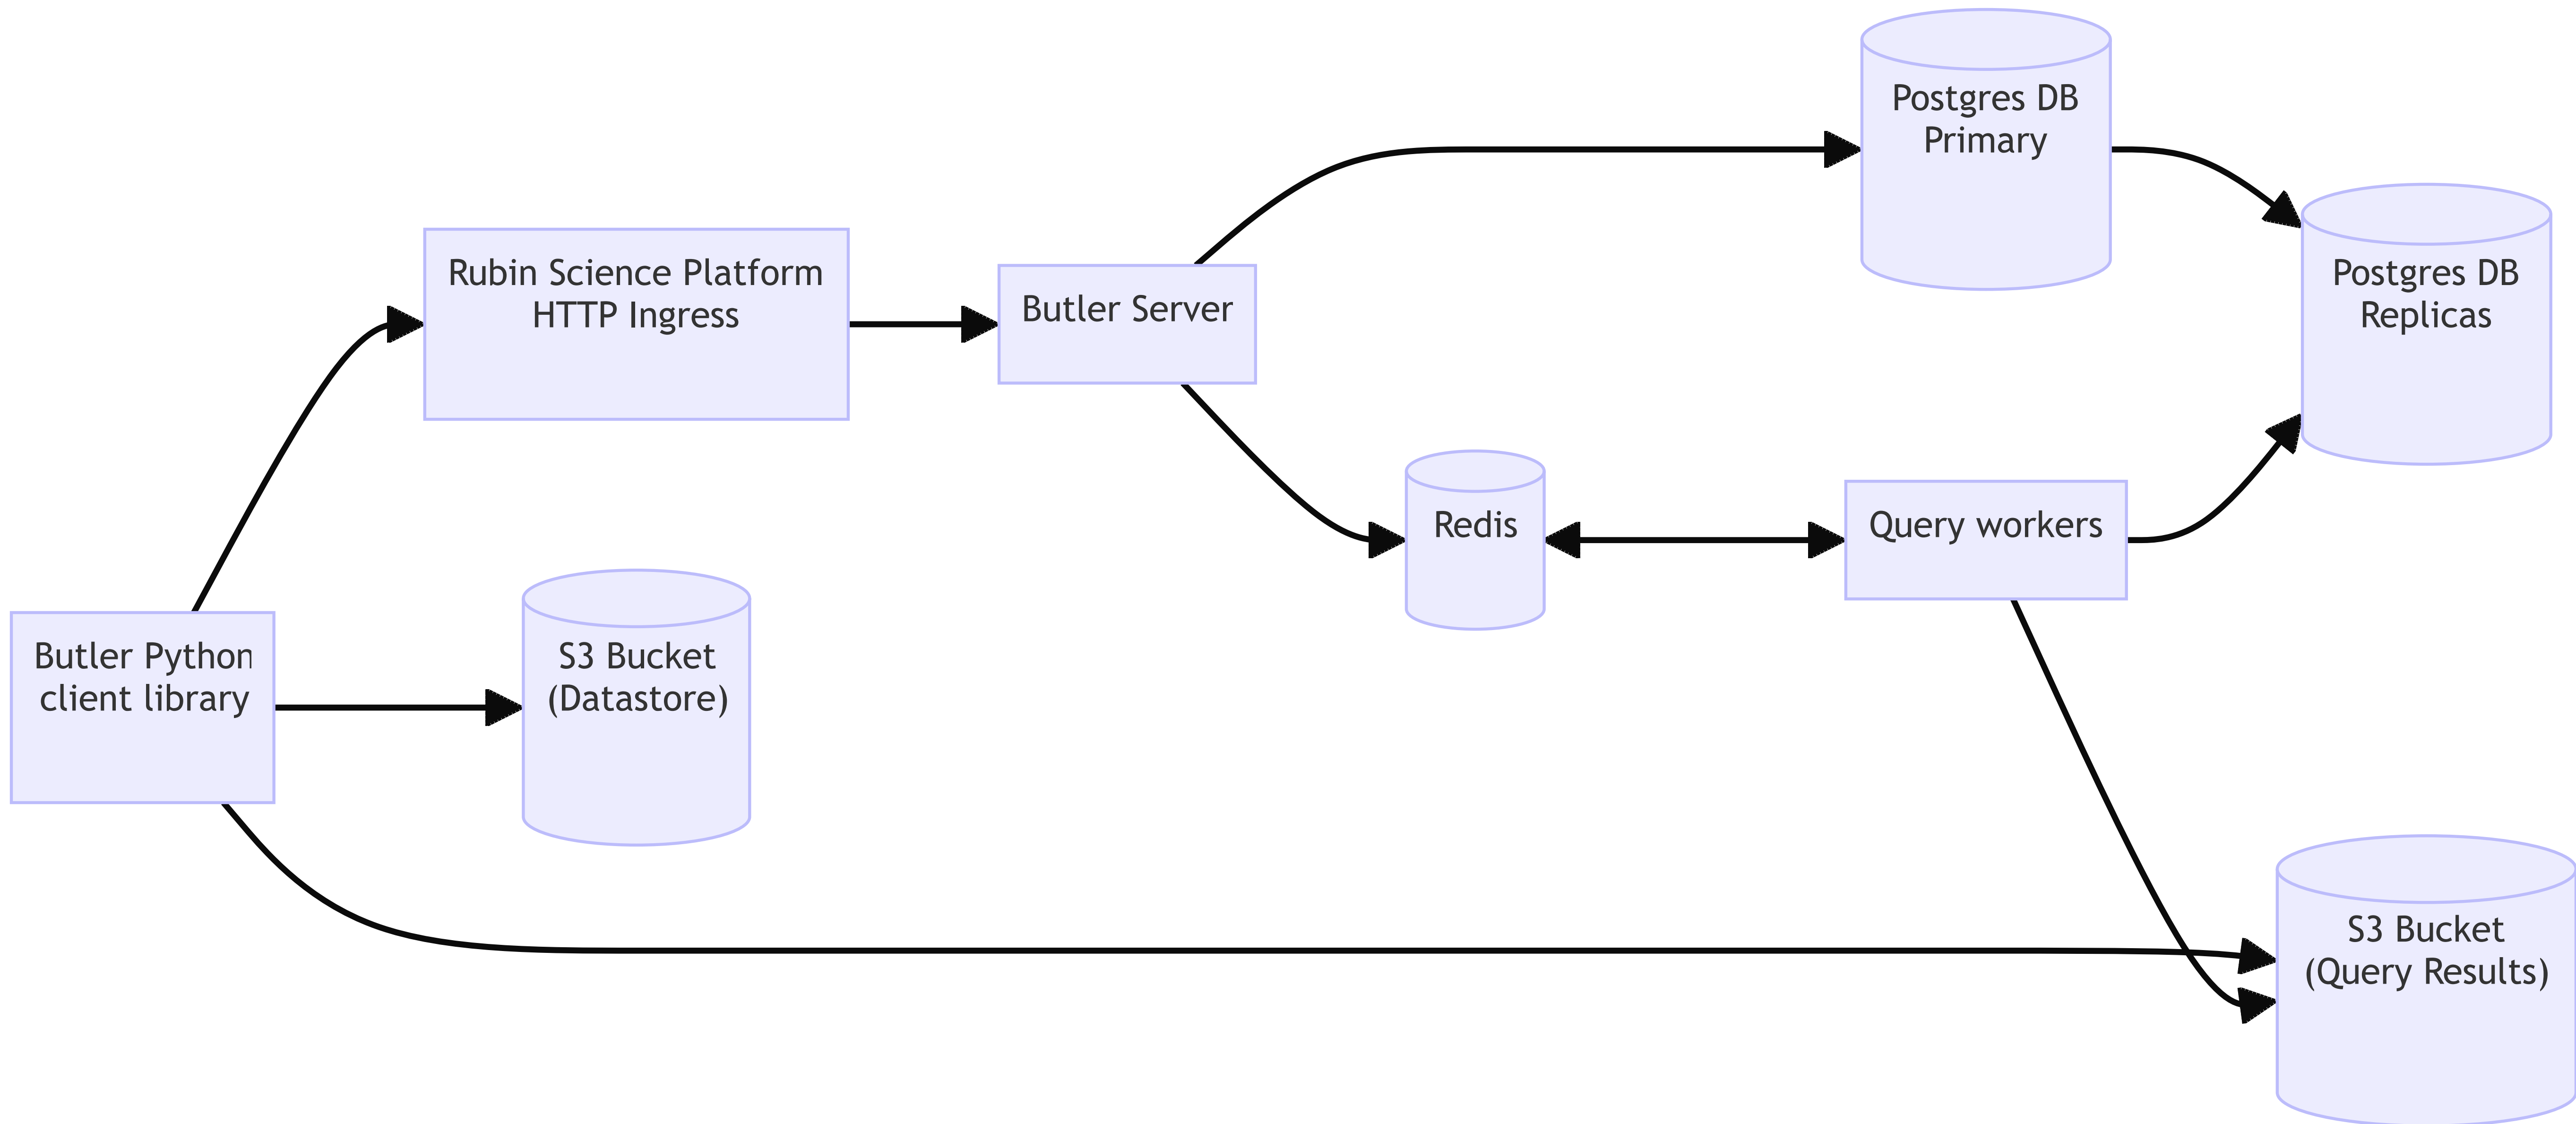 Postgres DB
Primary
Rubin Science Platform
HTTP Ingress
Butler Server
Postgres DB
Replicas
Redis
Query workers
Butler Python
client library
S3 Bucket
(Datastore)
S3 Bucket
(Query Results)